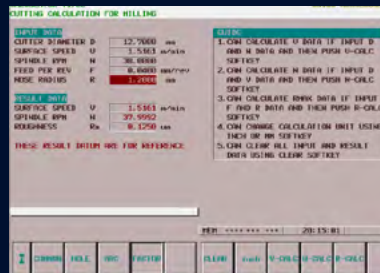 CUTTING CALCULATION FOR MILLING
INPUT DATA
CUTTER DIAMETER D 12.7000 mm
SURFACE SPEED V 1.5161 m/min
SPINDLE RPM N 38.0000
FEED PER REV F 0.0000 mm/rev
NOSE RADIUS R 1.2000 mm
RESULT DATA
SURFACE SPEED V 1.5161 m/min
SPINDLE RPM N 37.9992
ROUGHNESS Rx 0.1250 um
THESE RESULT DATUM ARE FOR REFERENCE
GUIDE
1. CAN CALCULATE V DATA IF INPUT D
AND N DATA AND THEN PUSH V-CALC
SOFTKEY
2. CAN CALCULATE N DATA IF INPUT D
AND V DATA AND THEN PUSH N-CALC
SOFTKEY
3. CAN CALCULATE RMAX DATA IF INPUT
F AND R DATA AND THEN PUSH R-CALC
SOFTKEY
4. CAN CHANGE CALCULATION UNIT USING
INCH OR MM SOFTKEY
5. CAN CLEAR ALL INPUT AND RESULT
DATA USING CLEAR SOFTKEY
MEM **** *** *** 20:15:01
HOLE ARC FACTOR CLEAR inch V-CALC N-CALC R-CALC